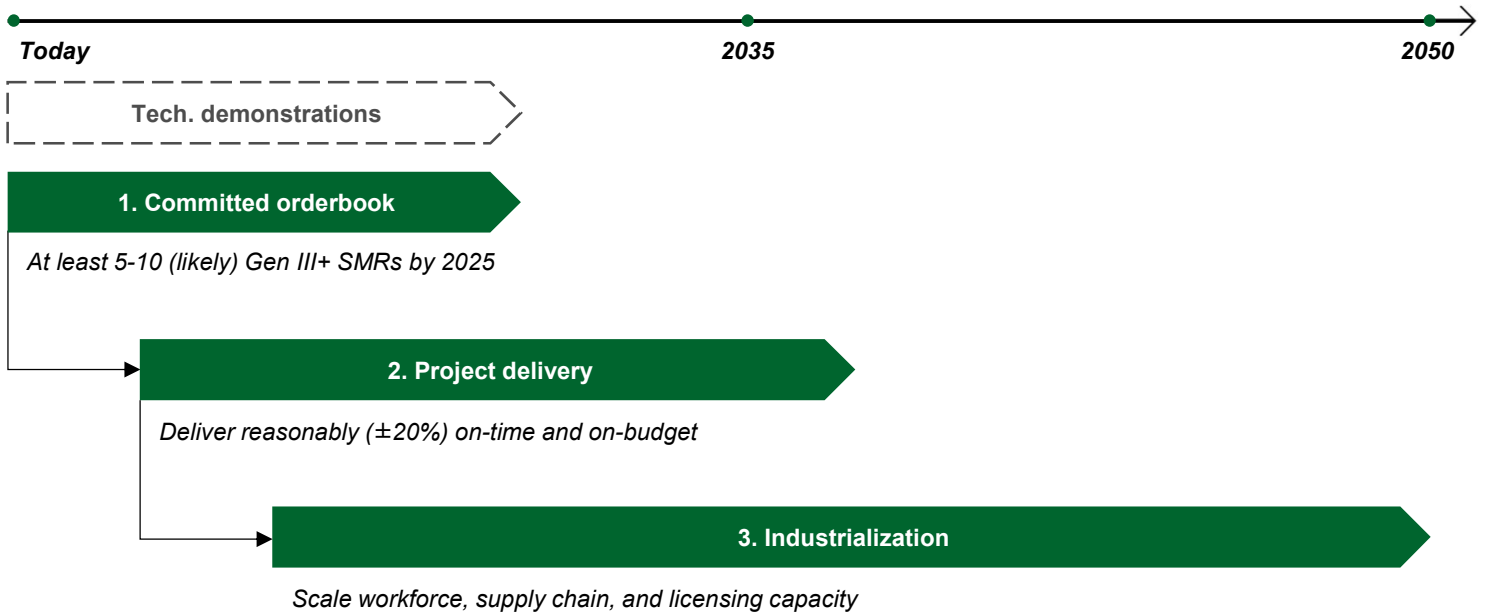 Today
2035
2050
Tech. demonstrations
1. Committed orderbook
At least 5-10 (likely) Gen III+ SMRs by 2025
2. Project delivery
Deliver reasonably (±20%) on-time and on-budget
3. Industrialization
Scale workforce, supply chain, and licensing capacity